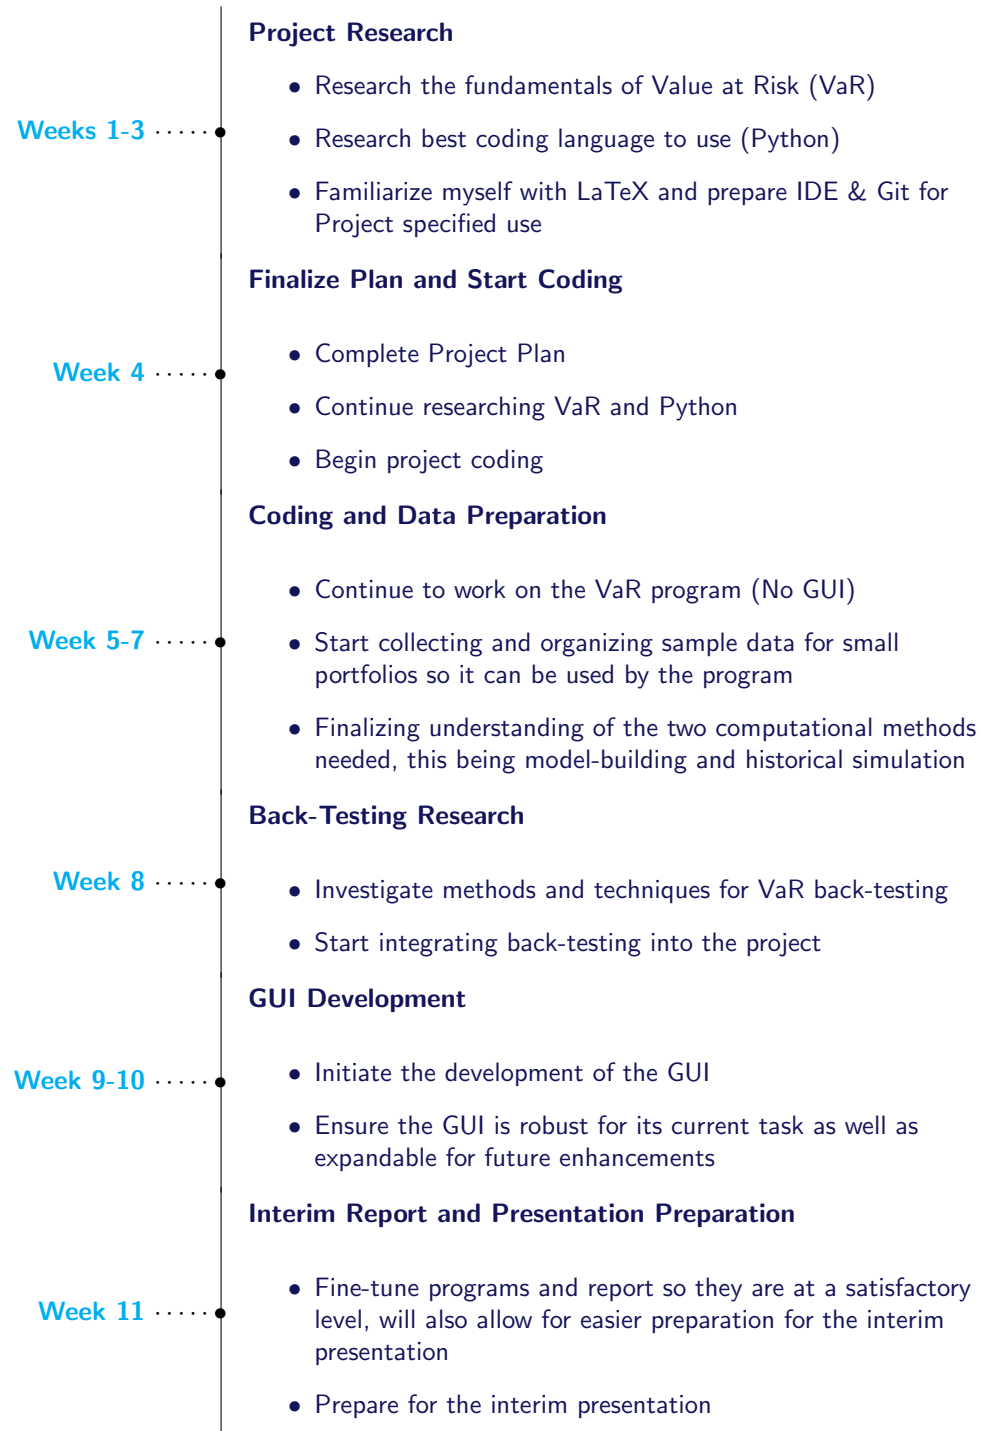 Project Research
• Research the fundamentals of Value at Risk (VaR)
Weeks 1-3
• Research best coding language to use (Python)
• Familiarize myself with LaTeX and prepare IDE & Git for
Project specified use
Finalize Plan and Start Coding
• Complete Project Plan
Week 4
• Continue researching VaR and Python
• Begin project coding
Coding and Data Preparation
• Continue to work on the VaR program (No GUI)
Week 5-7
• Start collecting and organizing sample data for small
portfolios so it can be used by the program
• Finalizing understanding of the two computational methods
needed, this being model-building and historical simulation
Back-Testing Research
Week 8
• Investigate methods and techniques for VaR back-testing
• Start integrating back-testing into the project
GUI Development
Week 9-10
• Initiate the development of the GUI
• Ensure the GUI is robust for its current task as well as
expandable for future enhancements
Interim Report and Presentation Preparation
• Fine-tune programs and report so they are at a satisfactory
Week 11
level, will also allow for easier preparation for the interim
presentation
• Prepare for the interim presentation